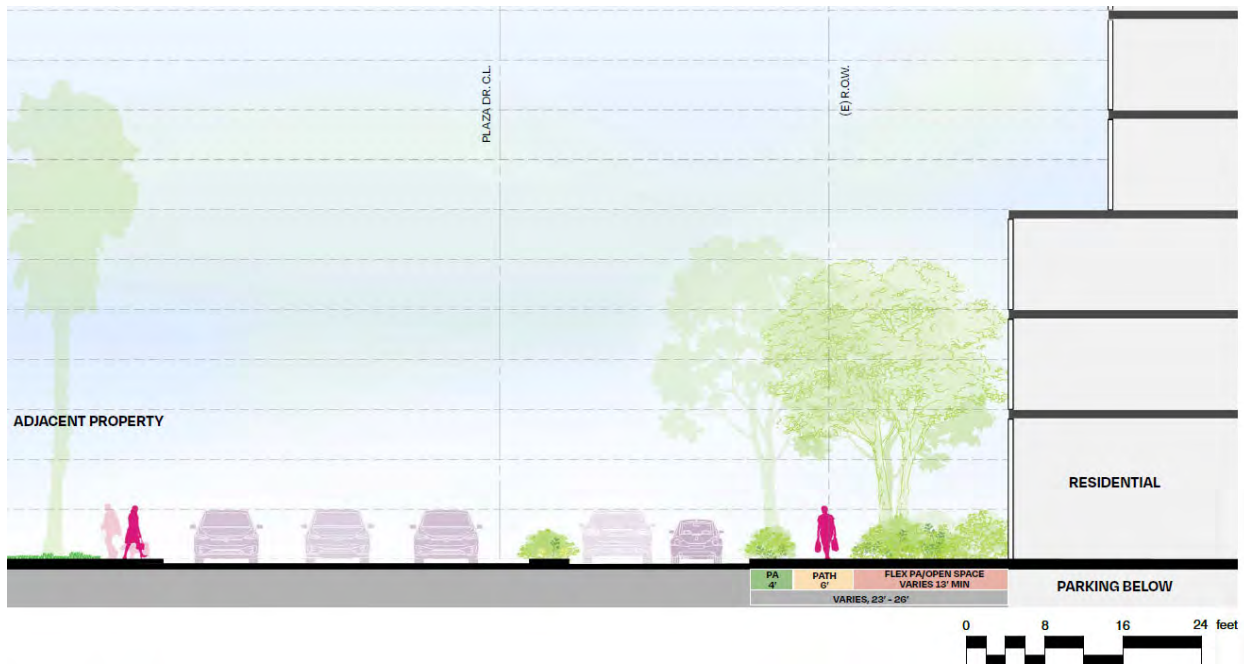 PLAZA DR. C.L.
(E) R.O.W.
ADJACENT PROPERTY
RESIDENTIAL
PA
4'
PATH
6'
FLEX PA/OPEN SPACE
VARIES 13' MIN
VARIES, 23' - 26'
PARKING BELOW
0 8 16 24 feet